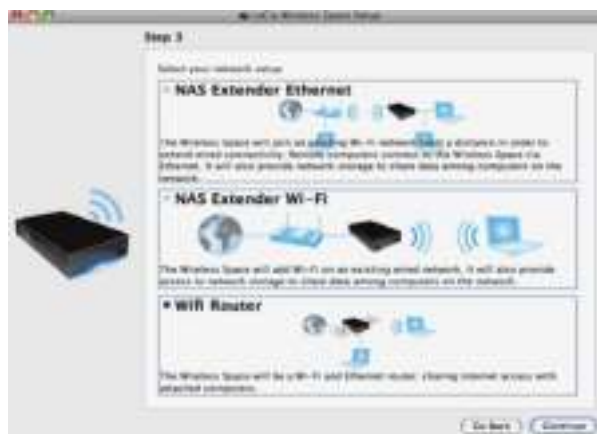 LaCie Wireless Space Setup
Step 3
Select your network setup
NAS Extender Ethernet
The Wireless Space will join an existing Wi-Fi network from a distance in order to
extend wired connectivity. Remote computers connect to the Wireless Space via
Ethernet. It will also provide network storage to share data among computers on the
network.
NAS Extender Wi-Fi
The Wireless Space will add Wi-Fi on an existing wired network. It will also provide
access to network storage to share data among computers on the network.
Wifi Router
The Wireless Space will be a Wi-Fi and Ethernet router, sharing internet access with
attached computers.
Go Back
Continue